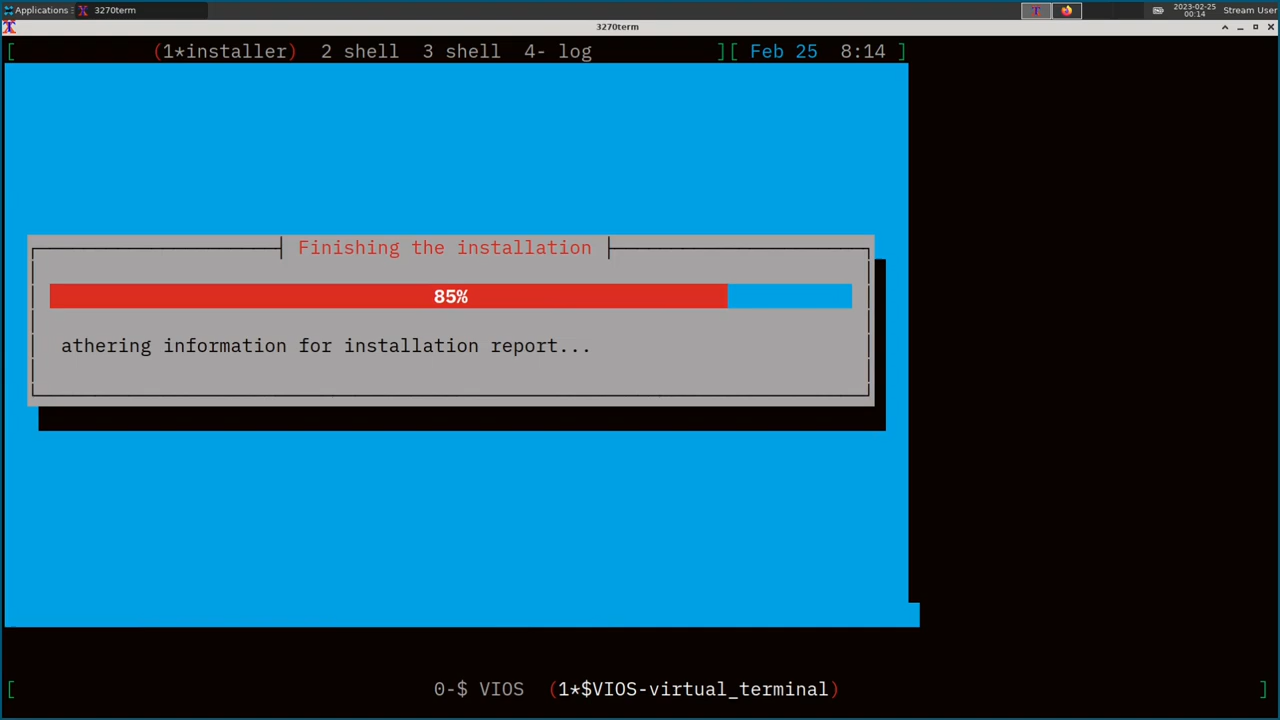 Applications 3270term 2023-02-25 Stream User
00:14
3270term
[ (1*installer) 2 shell 3 shell 4- log ][ Feb 25 8:14 ]
Finishing the installation
85%
athering information for installation report...
[ 0-$ VIOS (1*$VIOS-virtual_terminal) ]